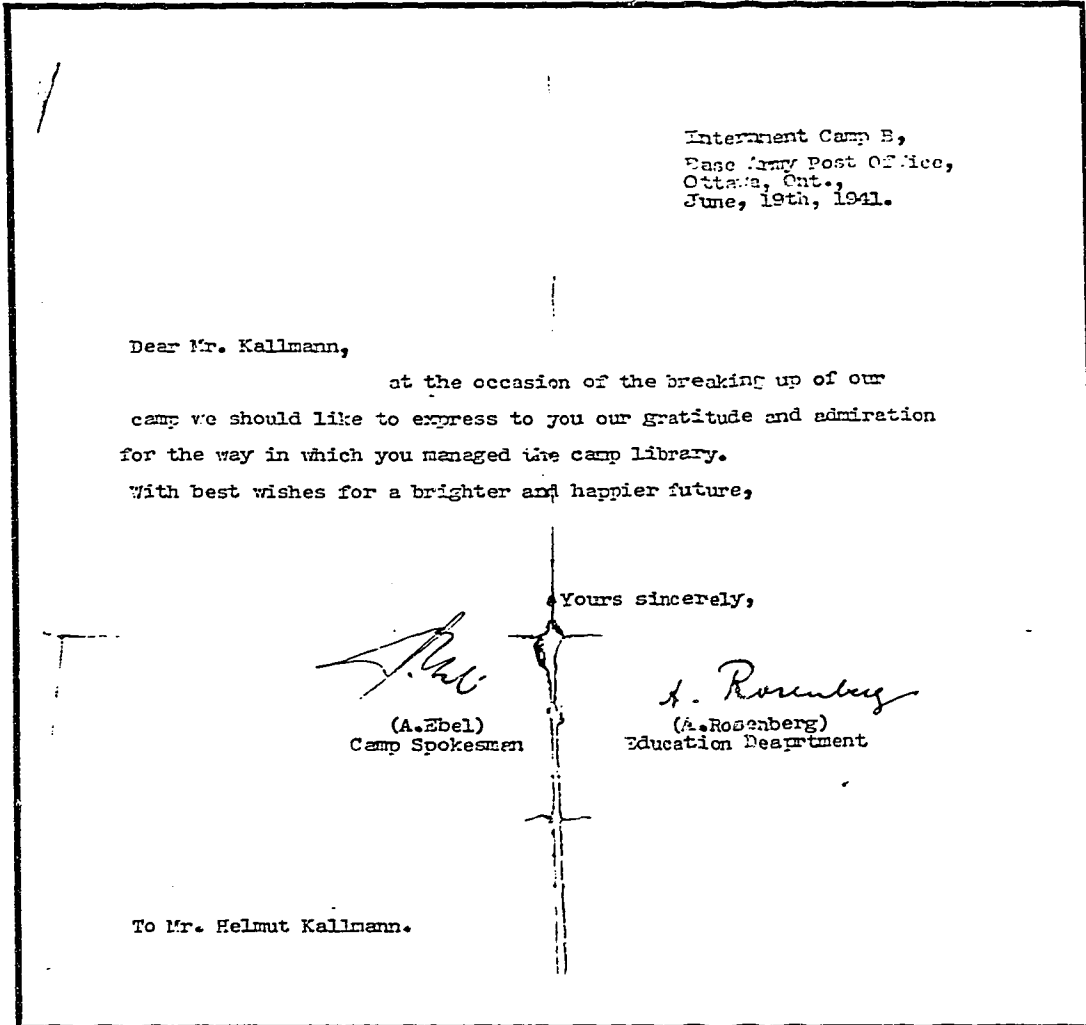 Internment Camp B,
Base Army Post Office,
Ottawa, Ont.,
June, 19th, 1941.
Dear Mr. Kallmann,
at the occasion of the breaking up of our
camp we should like to express to you our gratitude and admiration
for the way in which you managed the camp library.
With best wishes for a brighter and happier future,
Yours sincerely,
A. Rosenberg
(A.Ebel)
(A.Rosenberg)
Camp Spokesman
Education Deaprtment
To Mr. Helmut Kallmann.